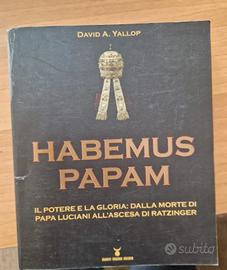 DAVID A. YALLOP
HABEMUS
PAPAM
IL POTERE E LA GLORIA: DALLA MORTE DI
PAPA LUCIANI ALL'ASCESA DI RATZINGER
subito